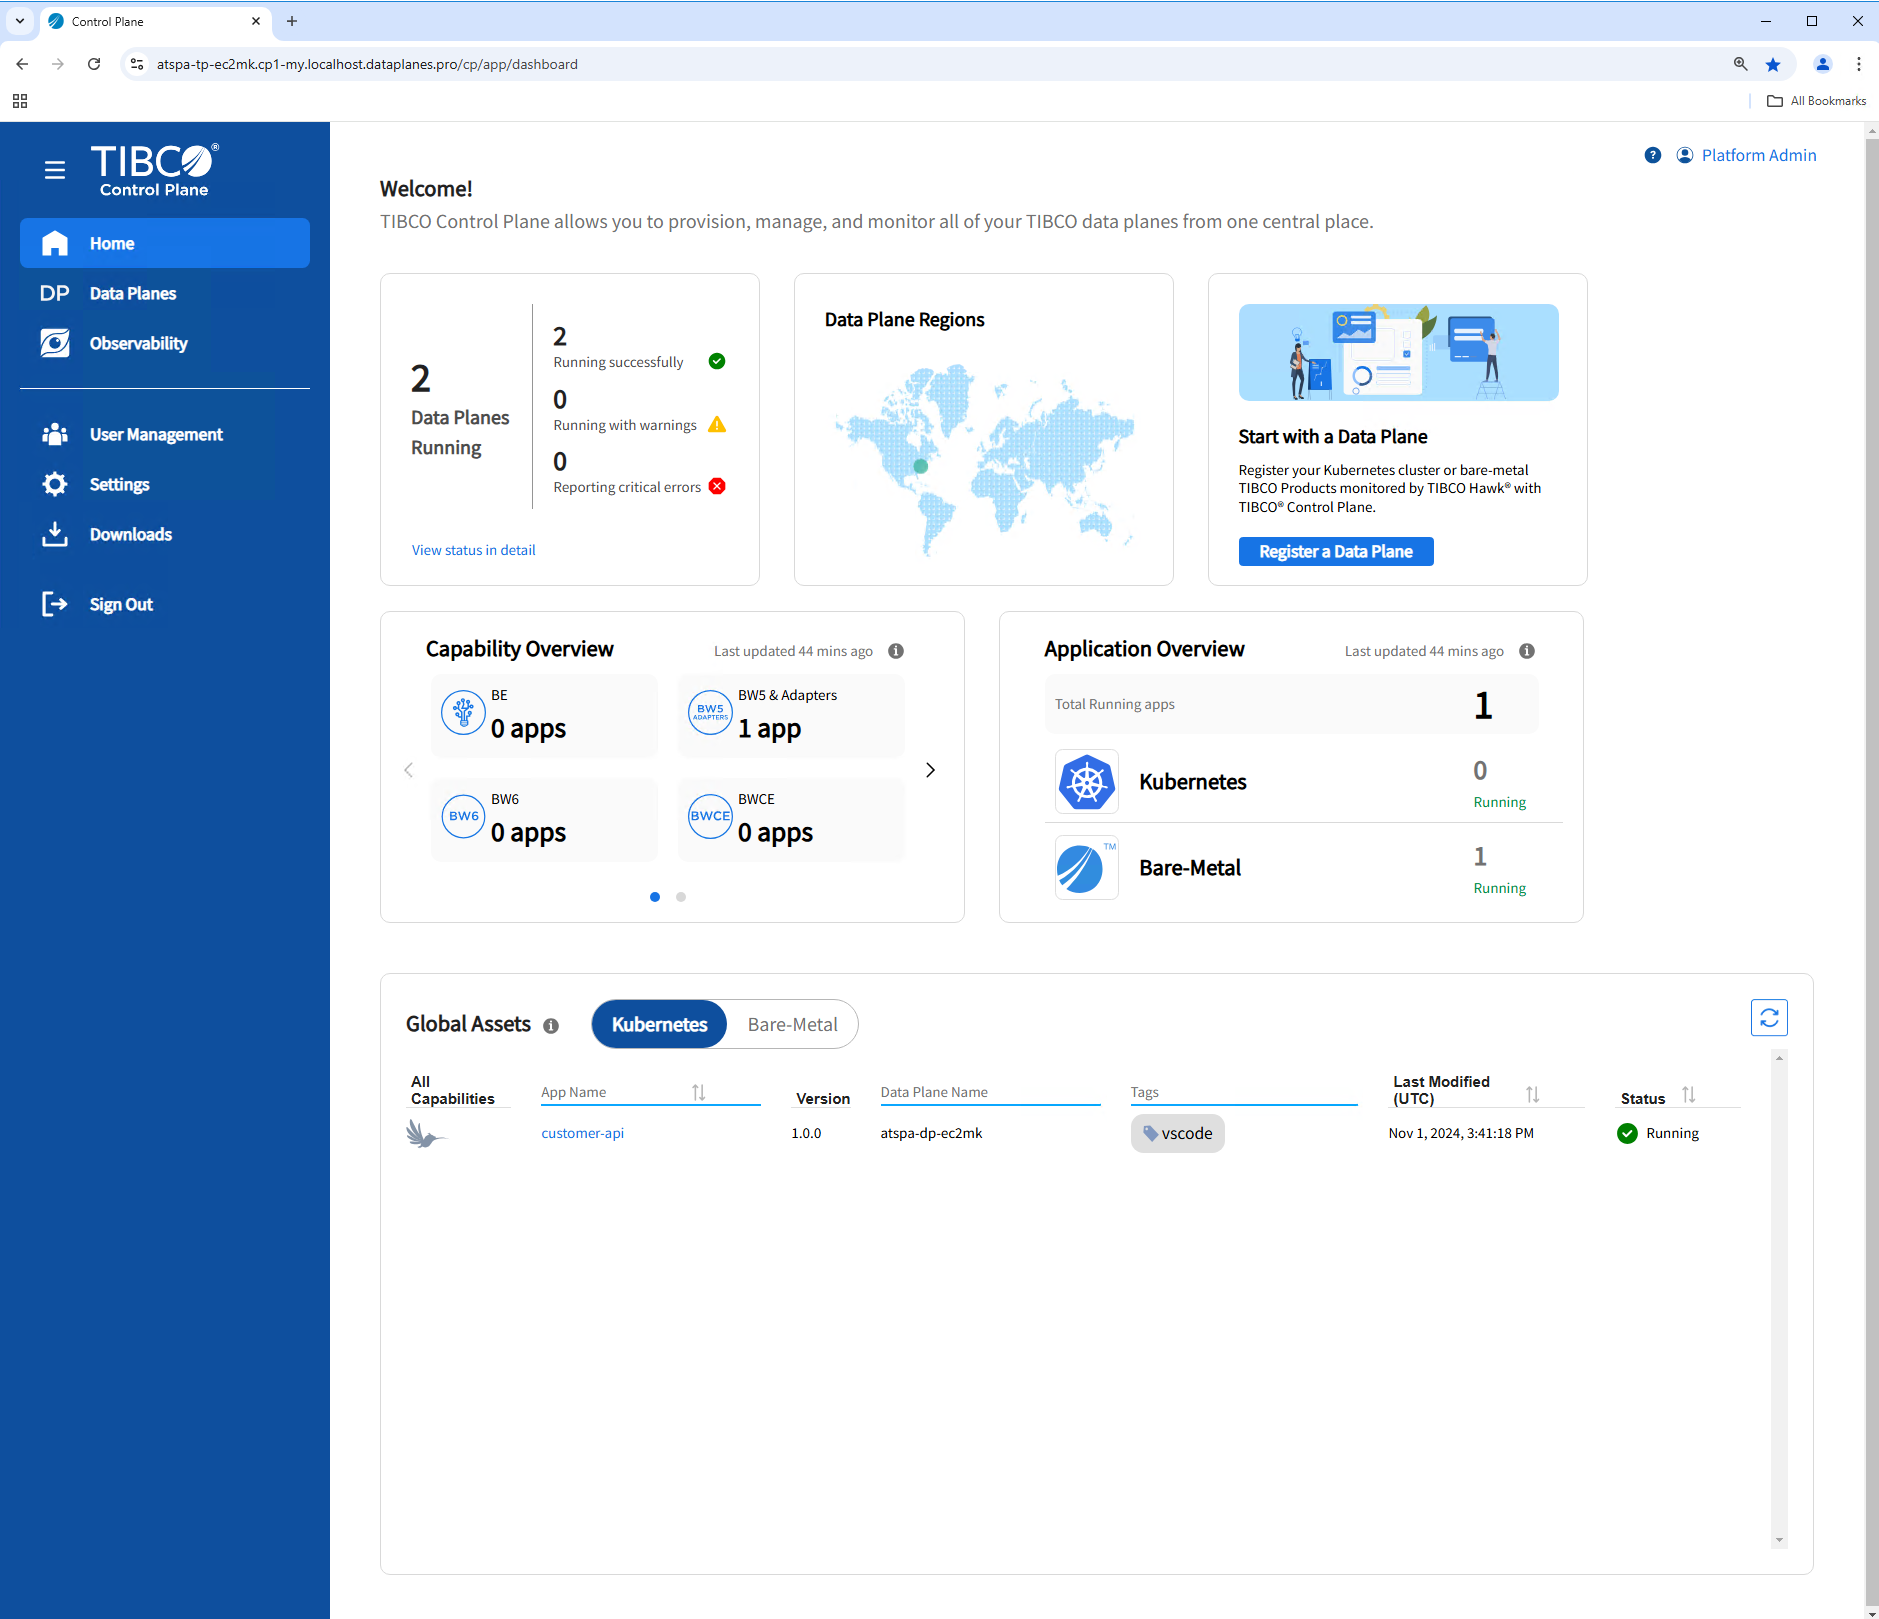 Control Plane
atspa-tp-ec2mk.cp1-my.localhost.dataplanes.pro/cp/app/dashboard
All Bookmarks
TIBCO®
Control Plane
Home
DP Data Planes
Observability
User Management
Settings
Downloads
Sign Out
? Platform Admin
Welcome!
TIBCO Control Plane allows you to provision, manage, and monitor all of your TIBCO data planes from one central place.
2
Data Planes
Running
2
Running successfully
0
Running with warnings
0
Reporting critical errors
View status in detail
Data Plane Regions
Start with a Data Plane
Register your Kubernetes cluster or bare-metal
TIBCO Products monitored by TIBCO Hawk® with
TIBCO® Control Plane.
Register a Data Plane
Capability Overview
Last updated 44 mins ago
BE
0 apps
BW5 ADAPTERS
BW5 & Adapters
1 app
BW6
BW6
0 apps
BWCE
BWCE
0 apps
Application Overview
Last updated 44 mins ago
Total Running apps 1
Kubernetes
0
Running
TM
Bare-Metal
1
Running
Global Assets
Kubernetes
Bare-Metal
All
Capabilities
App Name
Version
Data Plane Name
Tags
Last Modified
(UTC)
Status
customer-api
1.0.0
atspa-dp-ec2mk
vscode
Nov 1, 2024, 3:41:18 PM
Running